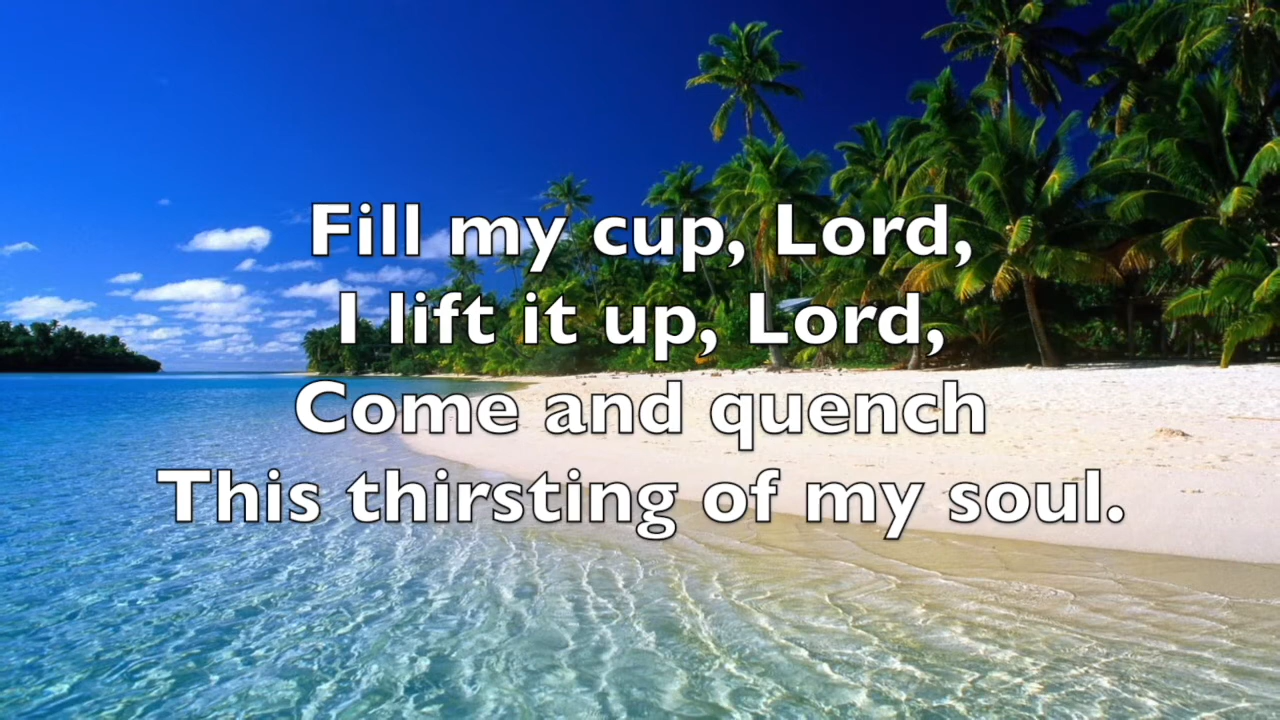 Fill my cup, Lord,
I lift it up, Lord,
Come and quench
This thirsting of my soul.